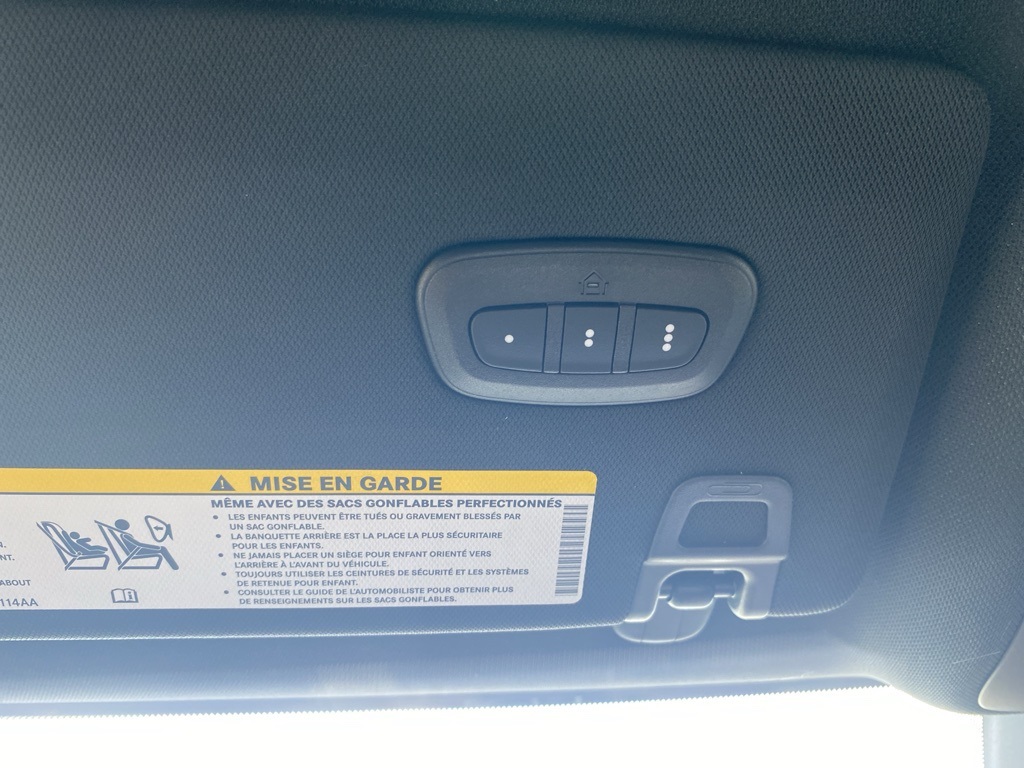 MISE EN GARDE
MÊME AVEC DES SACS GONFLABLES PERFECTIONNÉS
• LES ENFANTS PEUVENT ÊTRE TUÉS OU GRAVEMENT BLESSÉS PAR
UN SAC GONFLABLE.
• LA BANQUETTE ARRIÈRE EST LA PLACE LA PLUS SÉCURITAIRE
POUR LES ENFANTS.
• NE JAMAIS PLACER UN SIÈGE POUR ENFANT ORIENTÉ VERS
L'ARRIÈRE À L'AVANT DU VÉHICULE.
• TOUJOURS UTILISER LES CEINTURES DE SÉCURITÉ ET LES SYSTÈMES
DE RETENUE POUR ENFANT.
• CONSULTER LE GUIDE DE L'AUTOMOBILISTE POUR OBTENIR PLUS
DE RENSEIGNEMENTS SUR LES SACS GONFLABLES.
N.
NT.
ABOUT
114AA